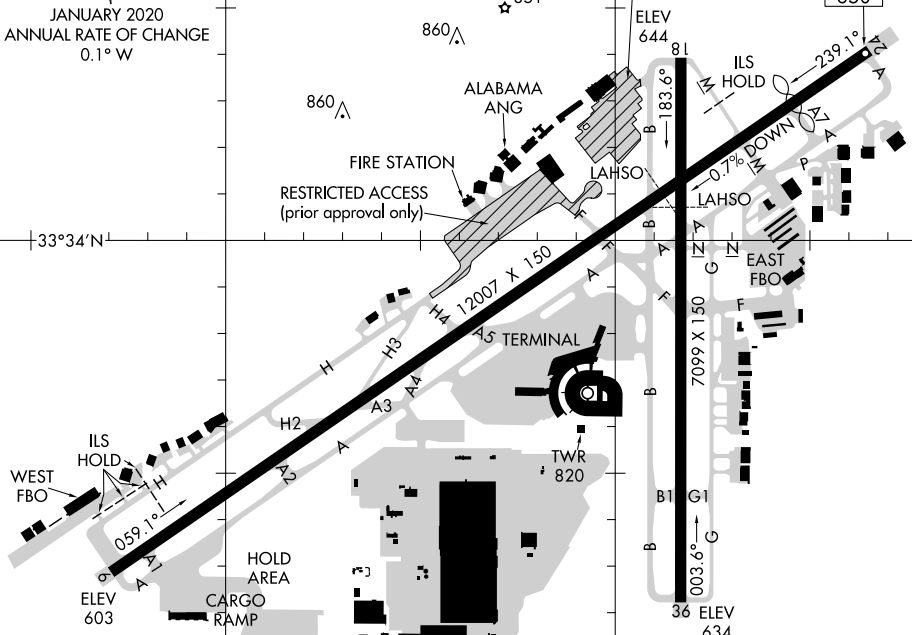 JANUARY 2020
ANNUAL RATE OF CHANGE
0.1° W
860
860
ELEV
644
18
183.6°
B
ILS
HOLD
M
239.1°
24
A
A7
A
0.7% DOWN
M
P
ALABAMA
ANG
FIRE STATION
RESTRICTED ACCESS
(prior approval only)
LAHSO
LAHSO
33°34'N
F
F
A
B
A
A
N
N
G
EAST
FBO
F
F
12007 X 150
7099 X 150
H4
A5
TERMINAL
H3
H
A4
A3
H2
A
A2
B
TWR
820
ILS
HOLD
WEST
FBO
H
059.1°
B1
G1
B
G
003.6°
A1
A
6
ELEV
603
HOLD
AREA
CARGO
RAMP
36
ELEV
634